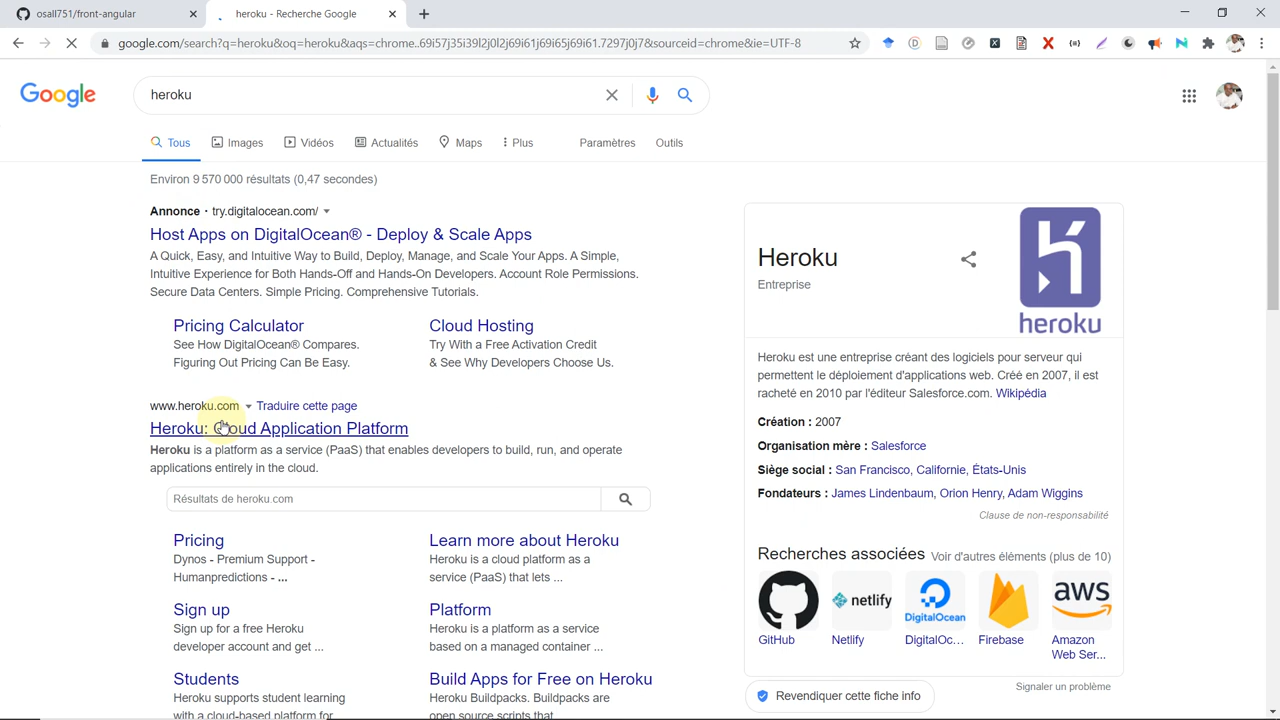 osall751/front-angular
heroku - Recherche Google
google.com/search?q=heroku&oq=heroku&aqs=chrome..69i57j35i39l2j0l2j69i61j69i65j69i61.7297j0j7&sourceid=chrome&ie=UTF-8
Google
heroku
Tous
Images
Vidéos
Actualités
Maps
Plus
Paramètres
Outils
Environ 9 570 000 résultats (0,47 secondes)
Annonce · try.digitalocean.com/
Host Apps on DigitalOcean® - Deploy & Scale Apps
A Quick, Easy, and Intuitive Way to Build, Deploy, Manage, and Scale Your Apps. A Simple,
Intuitive Experience for Both Hands-Off and Hands-On Developers. Account Role Permissions.
Secure Data Centers. Simple Pricing. Comprehensive Tutorials.
Pricing Calculator
See How DigitalOcean® Compares.
Figuring Out Pricing Can Be Easy.
Cloud Hosting
Try With a Free Activation Credit
& See Why Developers Choose Us.
www.heroku.com
Traduire cette page
Heroku: Cloud Application Platform
Heroku is a platform as a service (PaaS) that enables developers to build, run, and operate
applications entirely in the cloud.
Résultats de heroku.com
Pricing
Dynos - Premium Support -
Humanpredictions - ...
Learn more about Heroku
Heroku is a cloud platform as a
service (PaaS) that lets ...
Sign up
Sign up for a free Heroku
developer account and get ...
Platform
Heroku is a platform as a service
based on a managed container ...
Students
Heroku supports student learning
with a cloud-based platform for
Build Apps for Free on Heroku
Heroku Buildpacks. Buildpacks are
open source scripts that
Heroku
Entreprise
heroku
Heroku est une entreprise créant des logiciels pour serveur qui
permettent le déploiement d'applications web. Créé en 2007, il est
racheté en 2010 par l'éditeur Salesforce.com. Wikipédia
Création : 2007
Organisation mère : Salesforce
Siège social : San Francisco, Californie, États-Unis
Fondateurs : James Lindenbaum, Orion Henry, Adam Wiggins
Clause de non-responsabilité
Recherches associées
Voir d'autres éléments (plus de 10)
netlify
DigitalOcean
aws
GitHub
Netlify
DigitalOc...
Firebase
Amazon
Web Ser...
Signaler un problème
Revendiquer cette fiche info